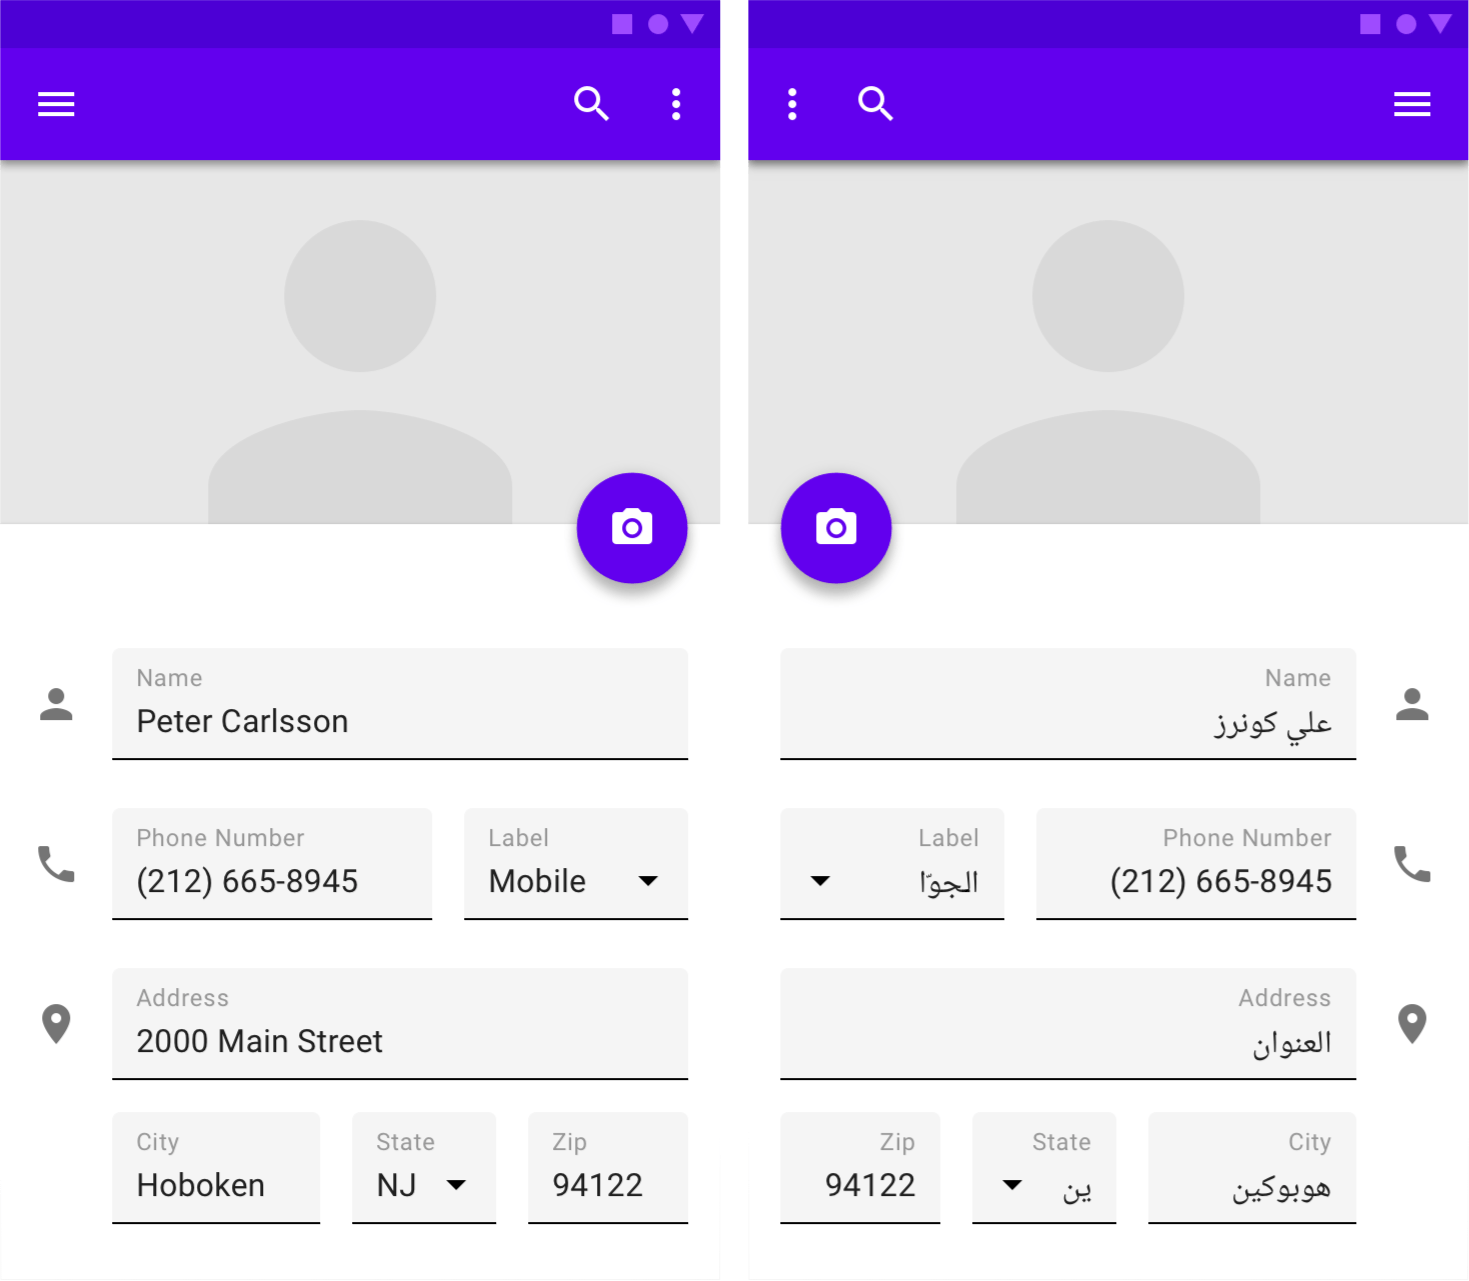 Name
Peter Carlsson
Phone Number
(212) 665-8945
Label
Mobile
Address
2000 Main Street
City
Hoboken
State
NJ
Zip
94122
Name
علي كونرز
Phone Number
(212) 665-8945
Label
الجوّا
Address
العنوان
City
هوبوكين
State
ين
Zip
94122